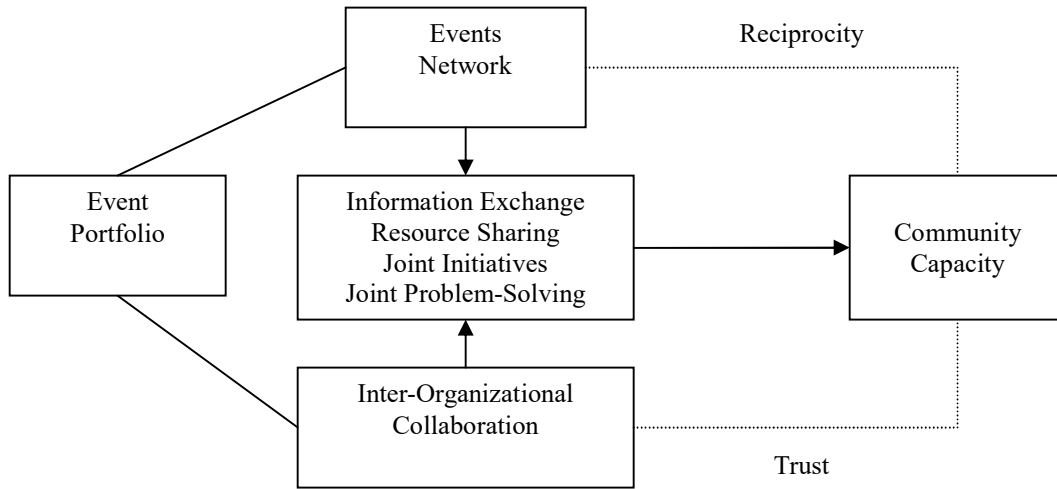 Events
Network
Reciprocity
Event
Portfolio
Information Exchange
Resource Sharing
Joint Initiatives
Joint Problem-Solving
Community
Capacity
Inter-Organizational
Collaboration
Trust